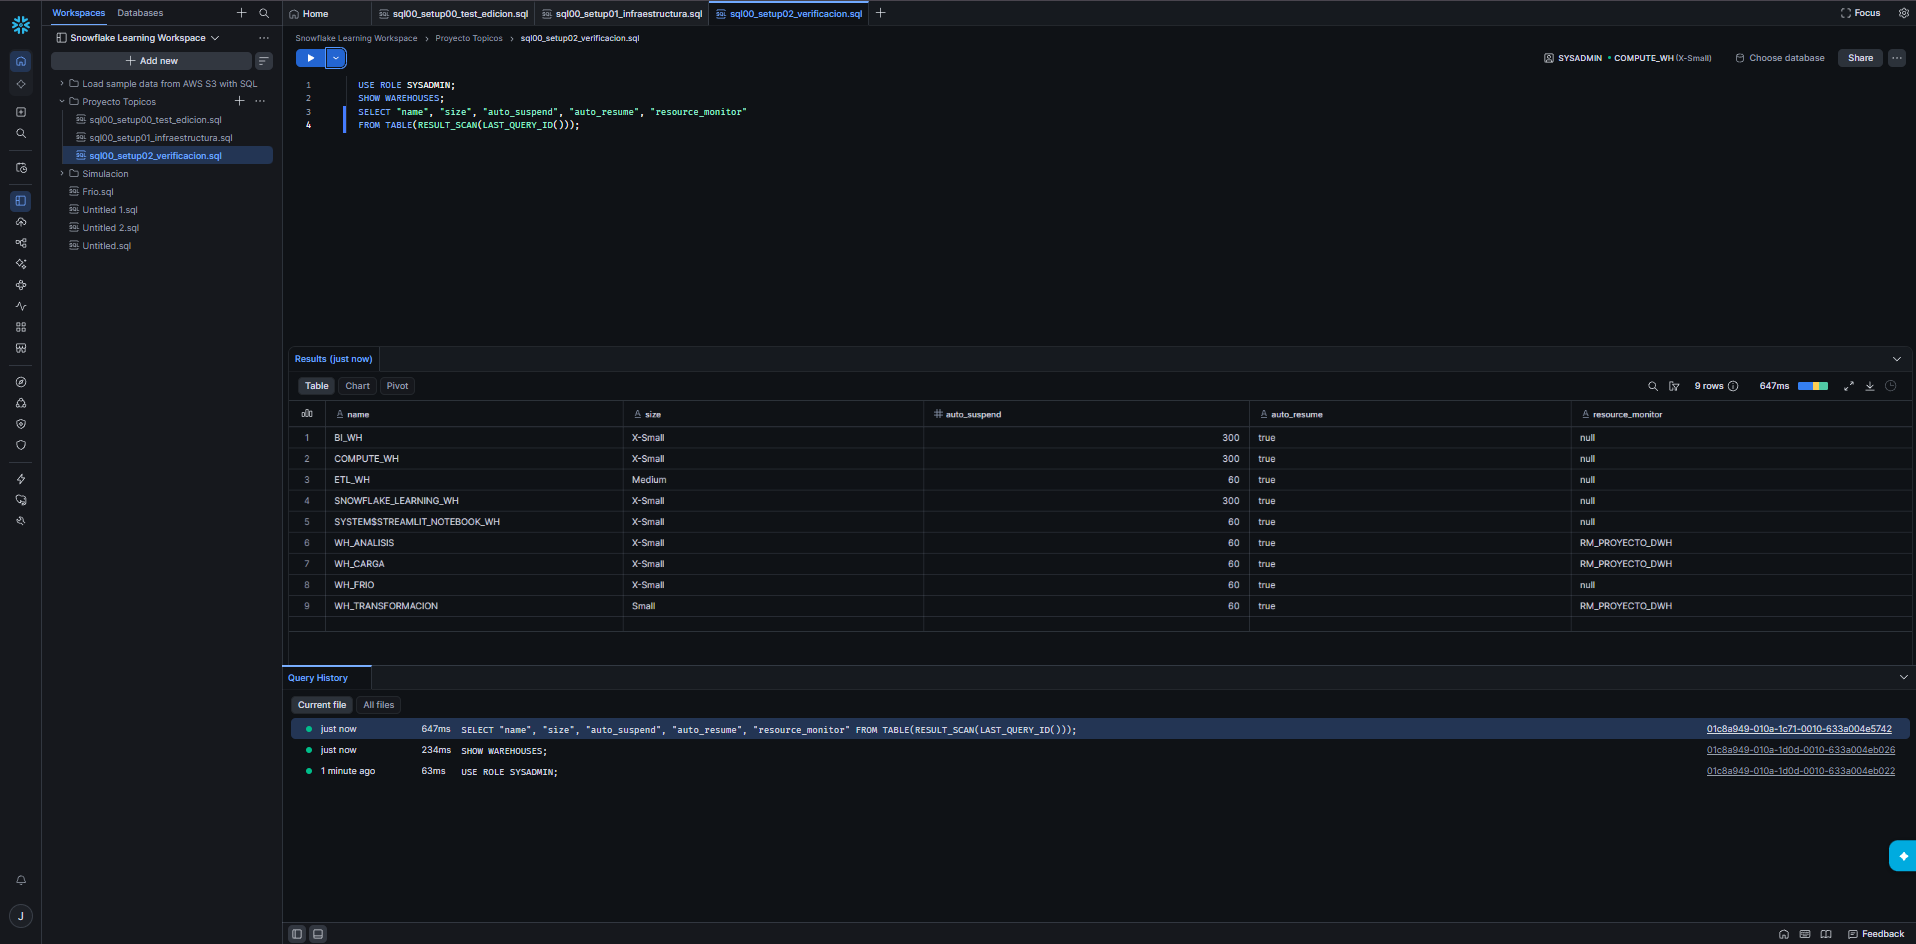 Workspaces Databases
Home
sql00_setup00_test_edicion.sql
sql00_setup01_infraestructura.sql
sql00_setup02_verificacion.sql
Focus
Snowflake Learning Workspace
Add new
Load sample data from AWS S3 with SQL
Proyecto Topicos
sql00_setup00_test_edicion.sql
sql00_setup01_infraestructura.sql
sql00_setup02_verificacion.sql
Simulacion
Frio.sql
Untitled 1.sql
Untitled 2.sql
Untitled.sql
J
Snowflake Learning Workspace > Proyecto Topicos > sql00_setup02_verificacion.sql
SYSADMIN • COMPUTE_WH (X-Small) Choose database Share
1 USE ROLE SYSADMIN;
2 SHOW WAREHOUSES;
3 SELECT "name", "size", "auto_suspend", "auto_resume", "resource_monitor"
4 FROM TABLE(RESULT_SCAN(LAST_QUERY_ID()));
Results (just now)
Table Chart Pivot 9 rows 647ms
name size auto_suspend auto_resume resource_monitor
1 BI_WH X-Small 300 true null
2 COMPUTE_WH X-Small 300 true null
3 ETL_WH Medium 60 true null
4 SNOWFLAKE_LEARNING_WH X-Small 300 true null
5 SYSTEM$STREAMLIT_NOTEBOOK_WH X-Small 60 true null
6 WH_ANALISIS X-Small 60 true RM_PROYECTO_DWH
7 WH_CARGA X-Small 60 true RM_PROYECTO_DWH
8 WH_FRIO X-Small 60 true null
9 WH_TRANSFORMACION Small 60 true RM_PROYECTO_DWH
Query History
Current file All files
just now 647ms SELECT "name", "size", "auto_suspend", "auto_resume", "resource_monitor" FROM TABLE(RESULT_SCAN(LAST_QUERY_ID())); 01c8a949-010a-1c71-0010-633a004e5742
just now 234ms SHOW WAREHOUSES; 01c8a949-010a-1d0d-0010-633a004eb026
1 minute ago 63ms USE ROLE SYSADMIN; 01c8a949-010a-1d0d-0010-633a004eb022
Feedback